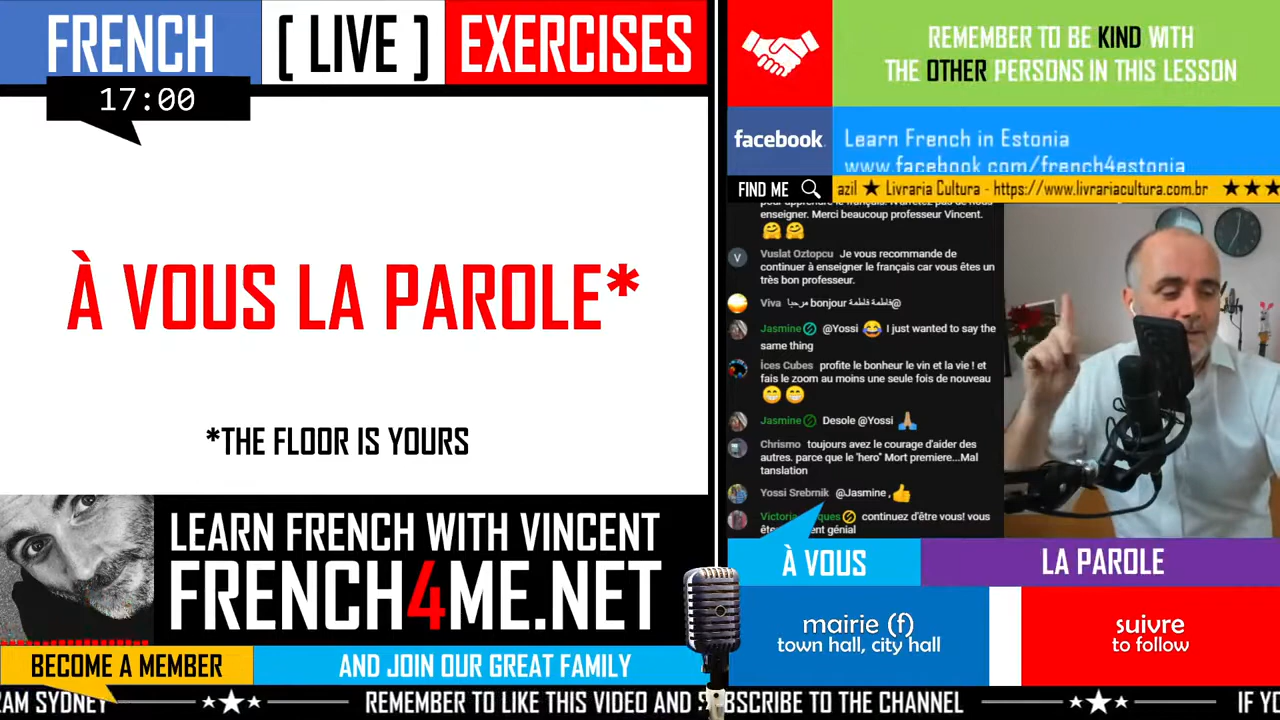 FRENCH
[ LIVE ]
EXERCISES
17:00
À VOUS LA PAROLE*
*THE FLOOR IS YOURS
LEARN FRENCH WITH VINCENT
FRENCH4ME.NET
BECOME A MEMBER
AND JOIN OUR GREAT FAMILY
REMEMBER TO BE KIND WITH
THE OTHER PERSONS IN THIS LESSON
facebook.
Learn French in Estonia
www.facebook.com/french4estonia
FIND ME
azil ★ Livraria Cultura - https://www.livrariacultura.com.br ★★★
enseigner. Merci beaucoup professeur Vincent.
V
Vuslat Oztopcu Je vous recommande de
continuer à enseigner le français car vous êtes un
très bon professeur.
Viva @فاطمة فاطمة bonjour مرحبا
Jasmine @Yossi 😂 I just wanted to say the
same thing
İces Cubes profite le bonheur le vin et la vie ! et
fais le zoom au moins une seule fois de nouveau
😁 😁
Jasmine Desole @Yossi 🙏
Chrismo toujours avez le courage d'aider des
autres. parce que le 'hero" Mort premiere...Mal
tanslation
Yossi Srebrnik @Jasmine , 👍
continuez d'être vous! vous
génial
À VOUS
LA PAROLE
mairie (f)
town hall, city hall
suivre
to follow
SYDNEY ★ REMEMBER TO LIKE THIS VIDEO AND SUBSCRIBE TO THE CHANNEL ★ IF